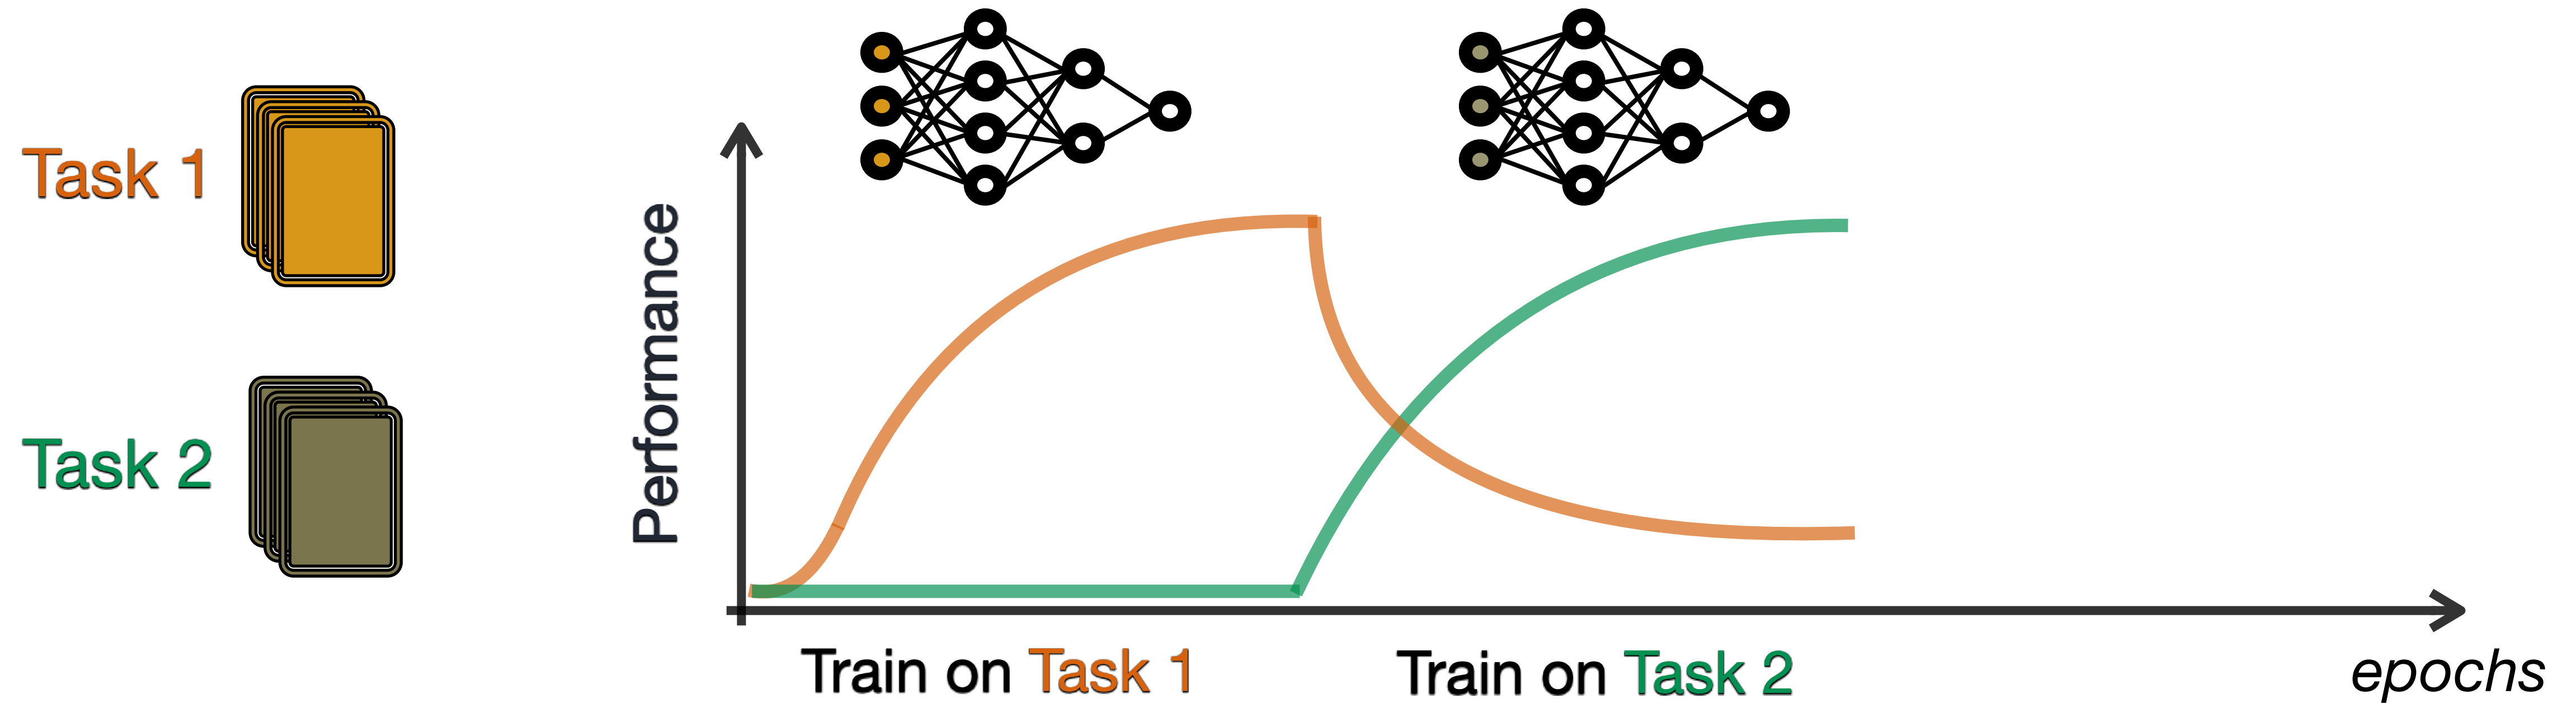 Task 1
Task 2
Performance
Train on Task 1
Train on Task 2
epochs